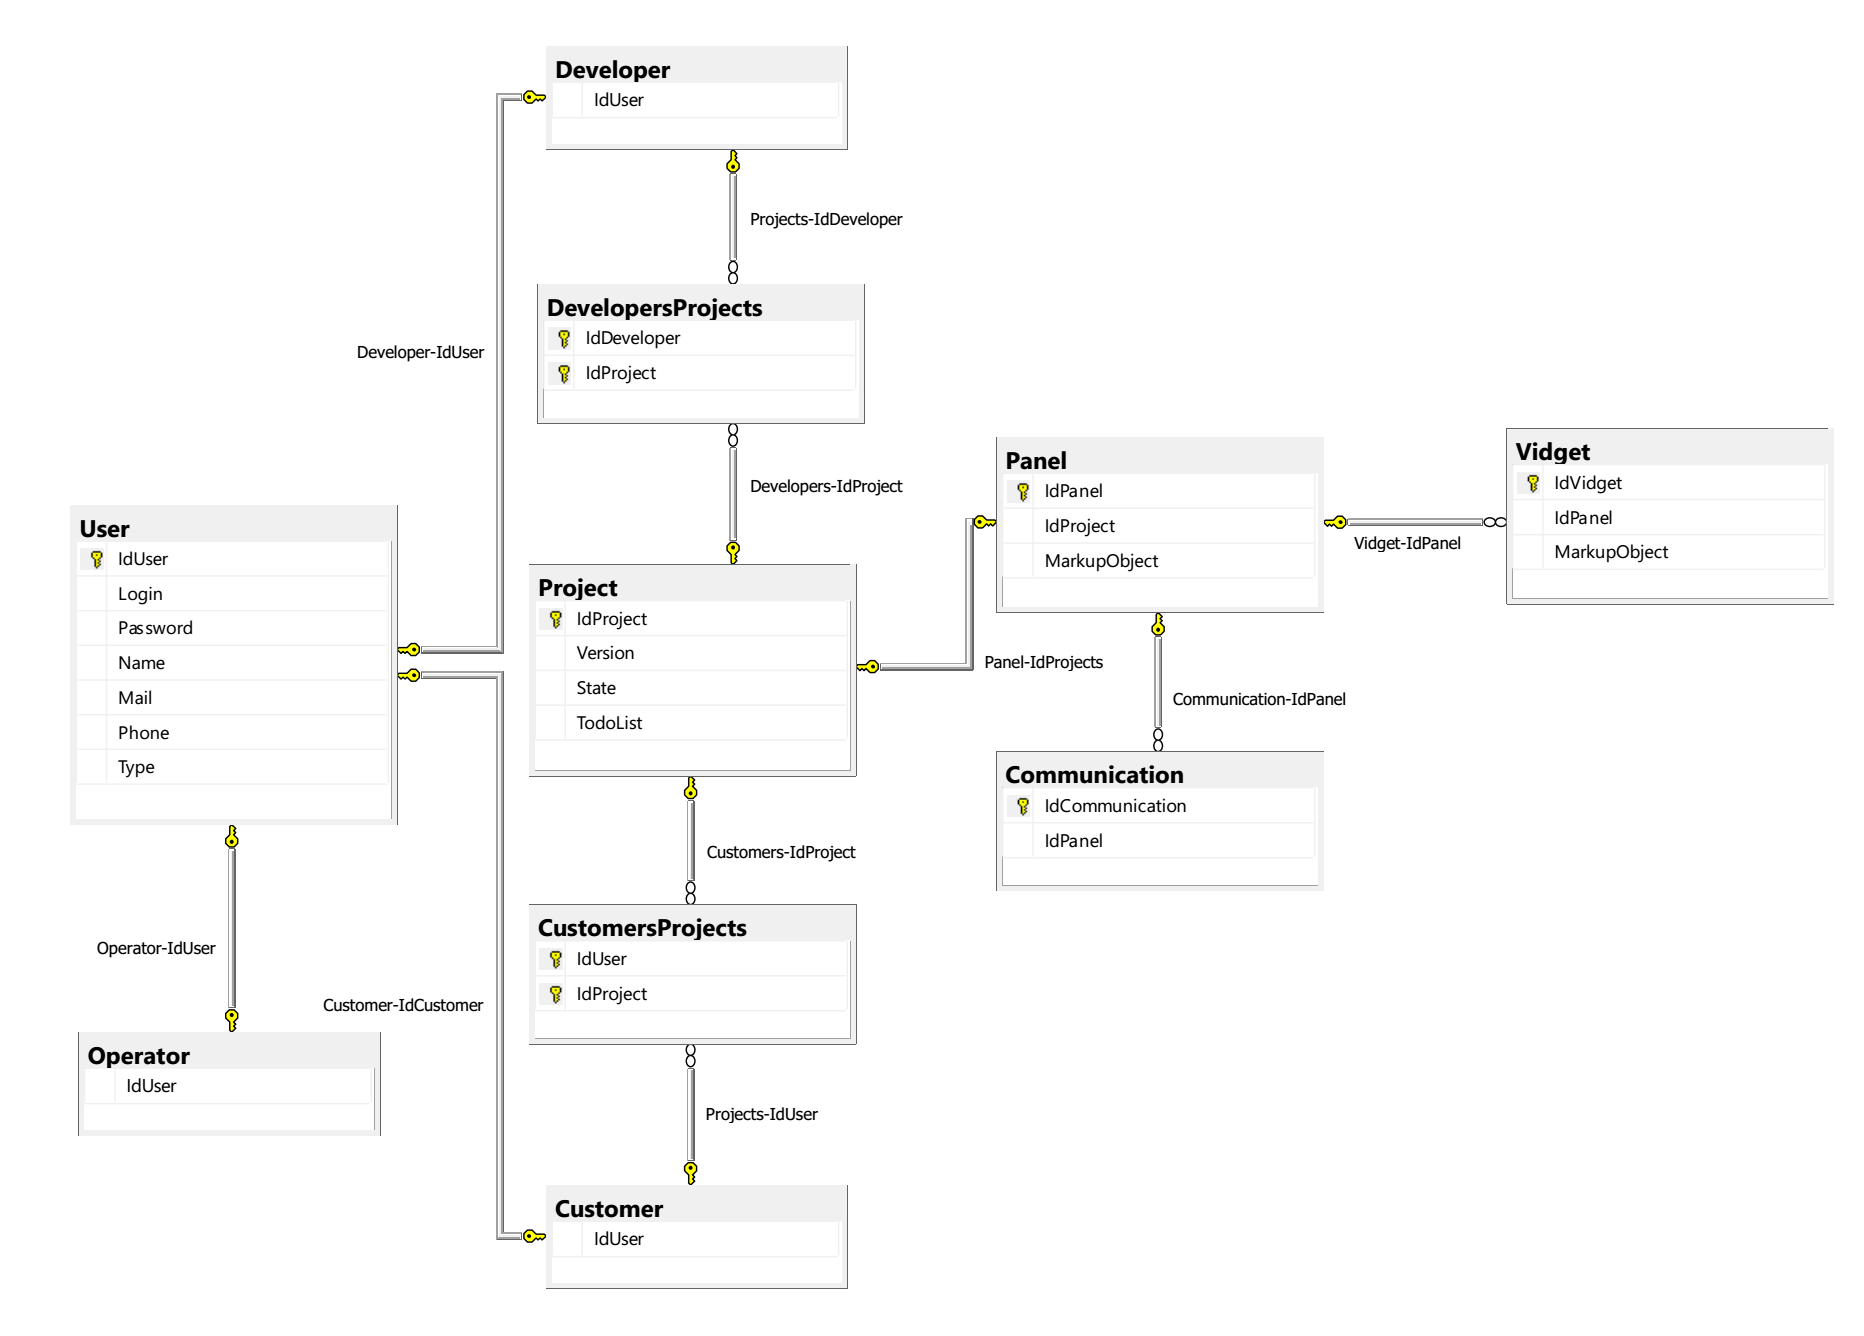 Developer
IdUser
Projects-IdDeveloper
DevelopersProjects
IdDeveloper
IdProject
Developer-IdUser
Developers-IdProject
User
IdUser
Login
Password
Name
Mail
Phone
Type
Project
IdProject
Version
State
TodoList
Panel
IdPanel
IdProject
MarkupObject
Vidget-IdPanel
Vidget
IdVidget
IdPanel
MarkupObject
Panel-IdProjects
Communication-IdPanel
Communication
IdCommunication
IdPanel
Customers-IdProject
CustomersProjects
IdUser
IdProject
Operator-IdUser
Customer-IdCustomer
Operator
IdUser
Projects-IdUser
Customer
IdUser